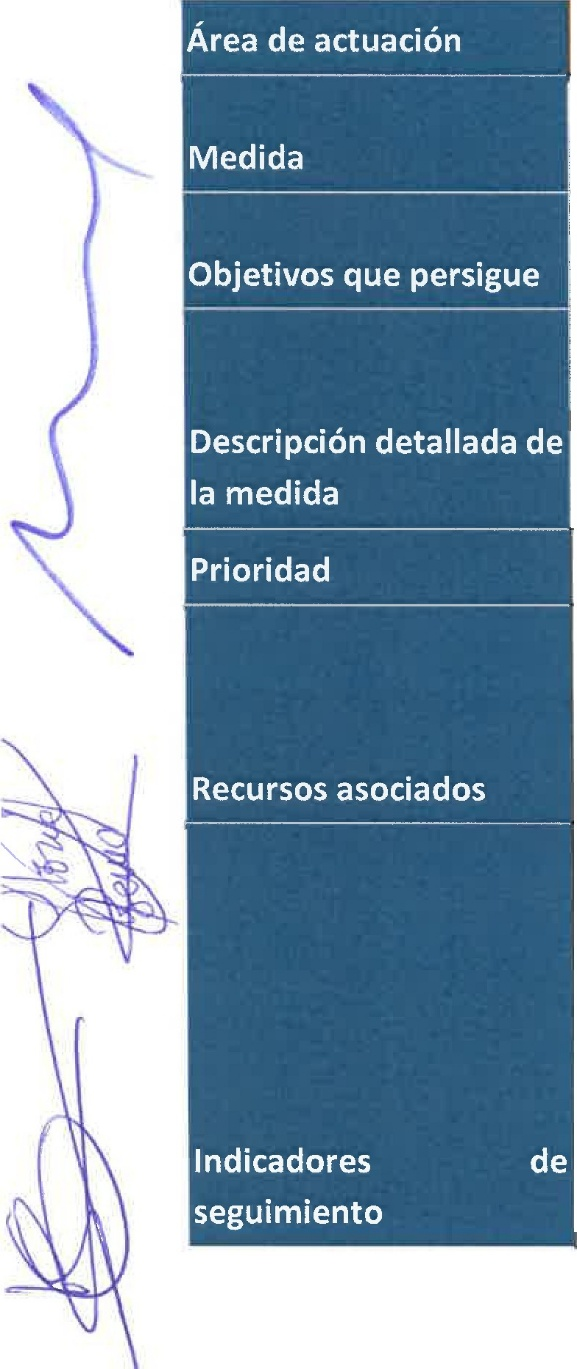 Área de actuación
Medida
Objetivos que persigue
Descripción detallada de
la medida
Prioridad
Recursos asociados
Indicadores de
seguimiento